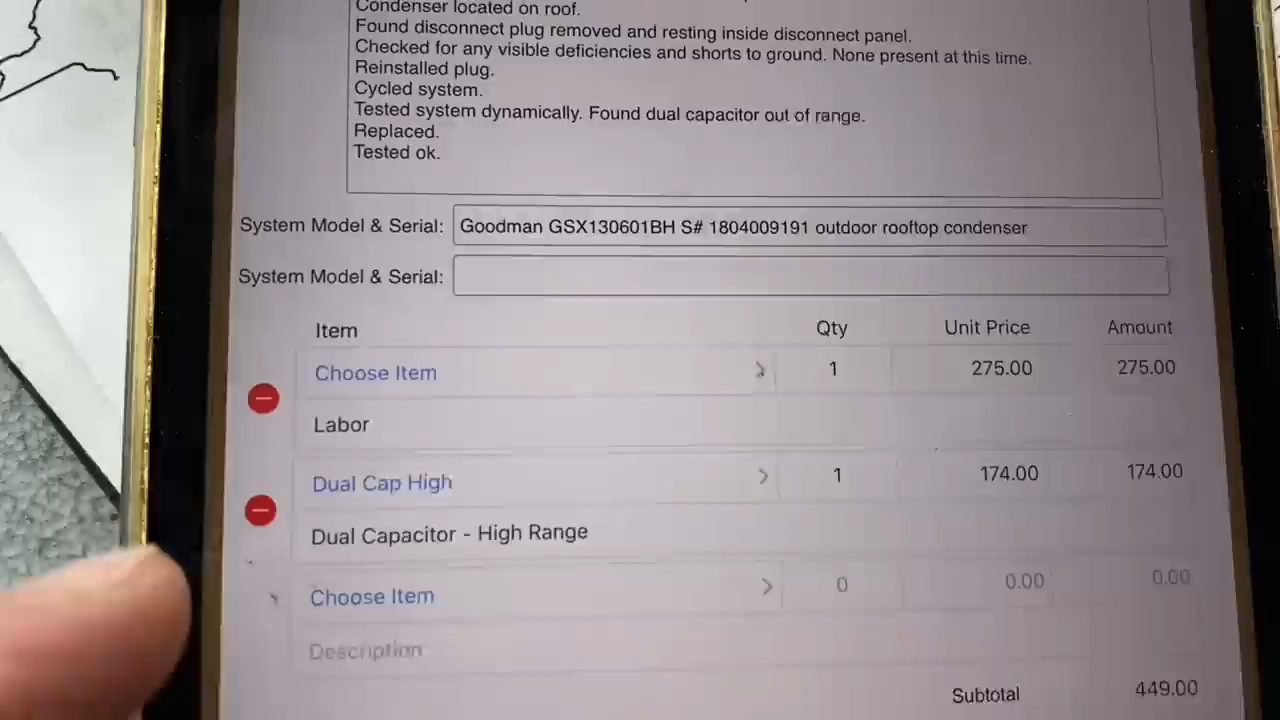 Condenser located on roof.
Found disconnect plug removed and resting inside disconnect panel.
Checked for any visible deficiencies and shorts to ground. None present at this time.
Reinstalled plug.
Cycled system.
Tested system dynamically. Found dual capacitor out of range.
Replaced.
Tested ok.
System Model & Serial: Goodman GSX130601BH S# 1804009191 outdoor rooftop condenser
System Model & Serial:
Item Qty Unit Price Amount
Choose Item 1 275.00 275.00
Labor
Dual Cap High 1 174.00 174.00
Dual Capacitor - High Range
Choose Item 0 0.00 0.00
Description
Subtotal 449.00